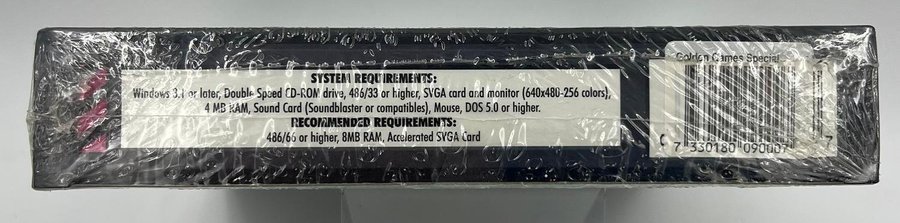 SYSTEM REQUIREMENTS:
Windows 3.1 or later, Double Speed CD-ROM drive, 486/33 or higher, SVGA card and monitor (640x480-256 colors),
4 MB RAM, Sound Card (Soundblaster or compatibles), Mouse, DOS 5.0 or higher.
RECOMMENDED REQUIREMENTS:
486/66 or higher, 8MB RAM, Accelerated SVGA Card
Golden Games Special
7 330180 090007 7